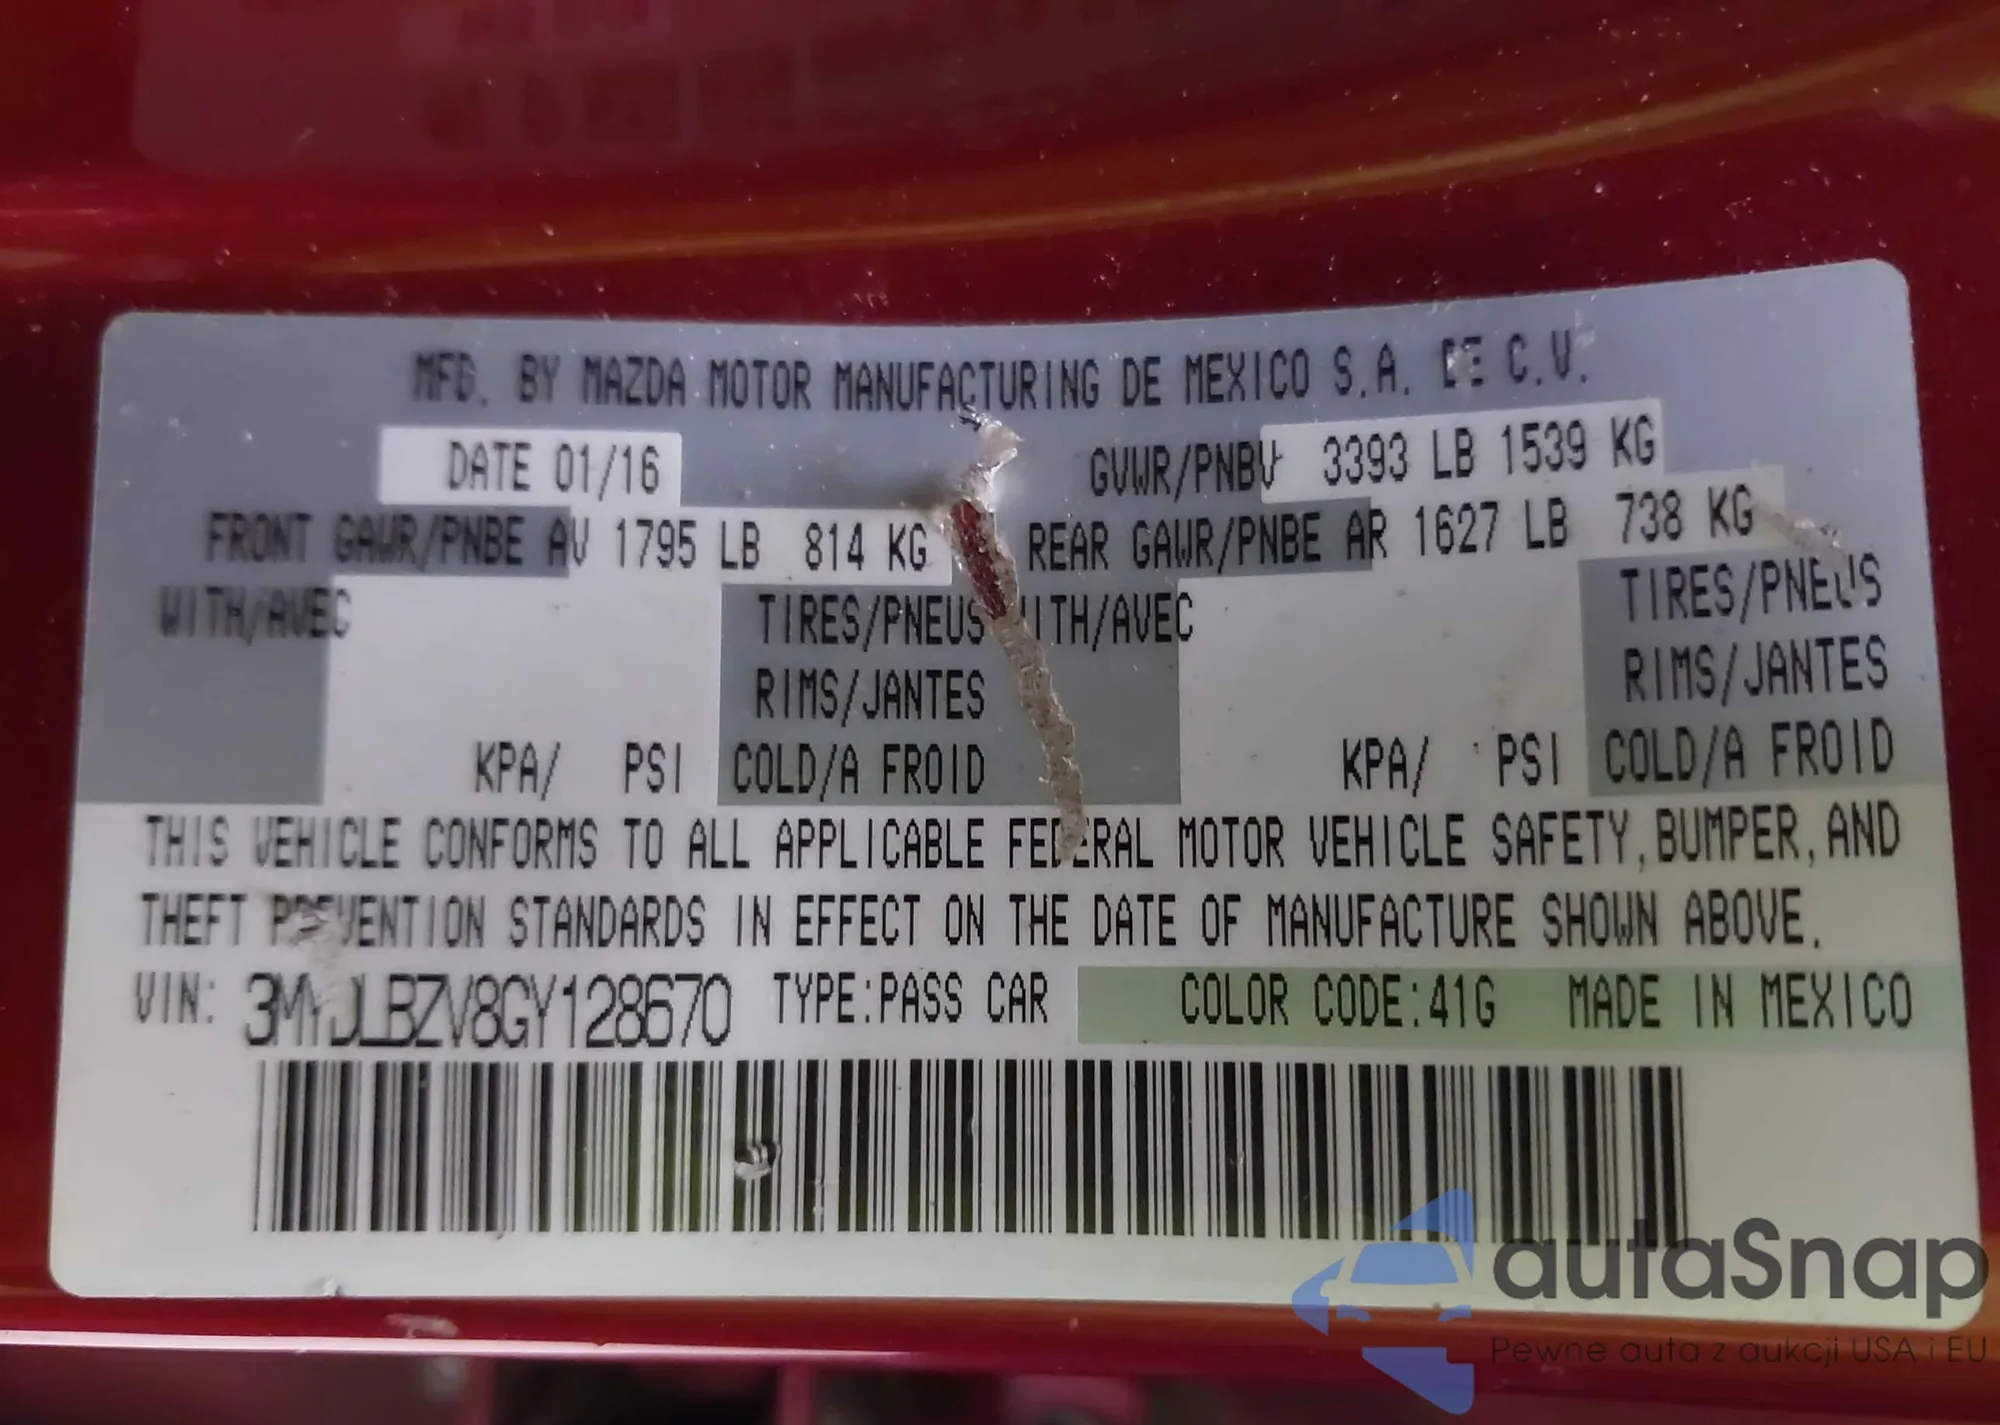 MFG. BY MAZDA MOTOR MANUFACTURING DE MEXICO S.A. DE C.V.
DATE 01/16 GVWR/PNBV 3393 LB 1539 KG
FRONT GAWR/PNBE AV 1795 LB 814 KG REAR GAWR/PNBE AR 1627 LB 738 KG
WITH/AVEC TIRES/PNEUS WITH/AVEC TIRES/PNEUS
RIMS/JANTES RIMS/JANTES
KPA/ PSI COLD/A FROID KPA/ PSI COLD/A FROID
THIS VEHICLE CONFORMS TO ALL APPLICABLE FEDERAL MOTOR VEHICLE SAFETY, BUMPER, AND
THEFT PREVENTION STANDARDS IN EFFECT ON THE DATE OF MANUFACTURE SHOWN ABOVE.
VIN: 3MYDLBZV8GY128670 TYPE:PASS CAR COLOR CODE:41G MADE IN MEXICO
autaSnap
Pewne auta z aukcji USA i EU